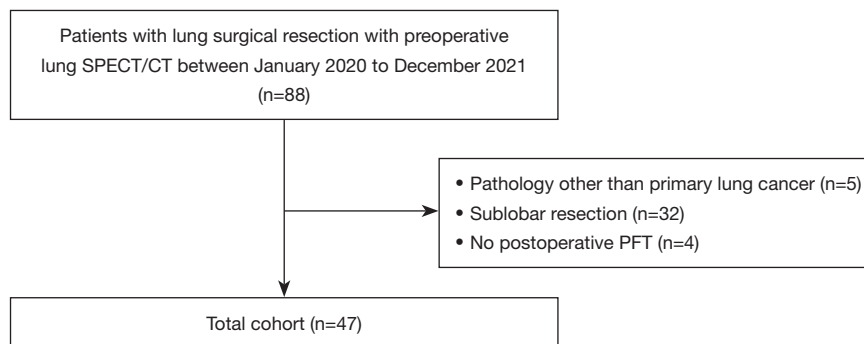 Patients with lung surgical resection with preoperative
lung SPECT/CT between January 2020 to December 2021
(n=88)
• Pathology other than primary lung cancer (n=5)
• Sublobar resection (n=32)
• No postoperative PFT (n=4)
Total cohort (n=47)